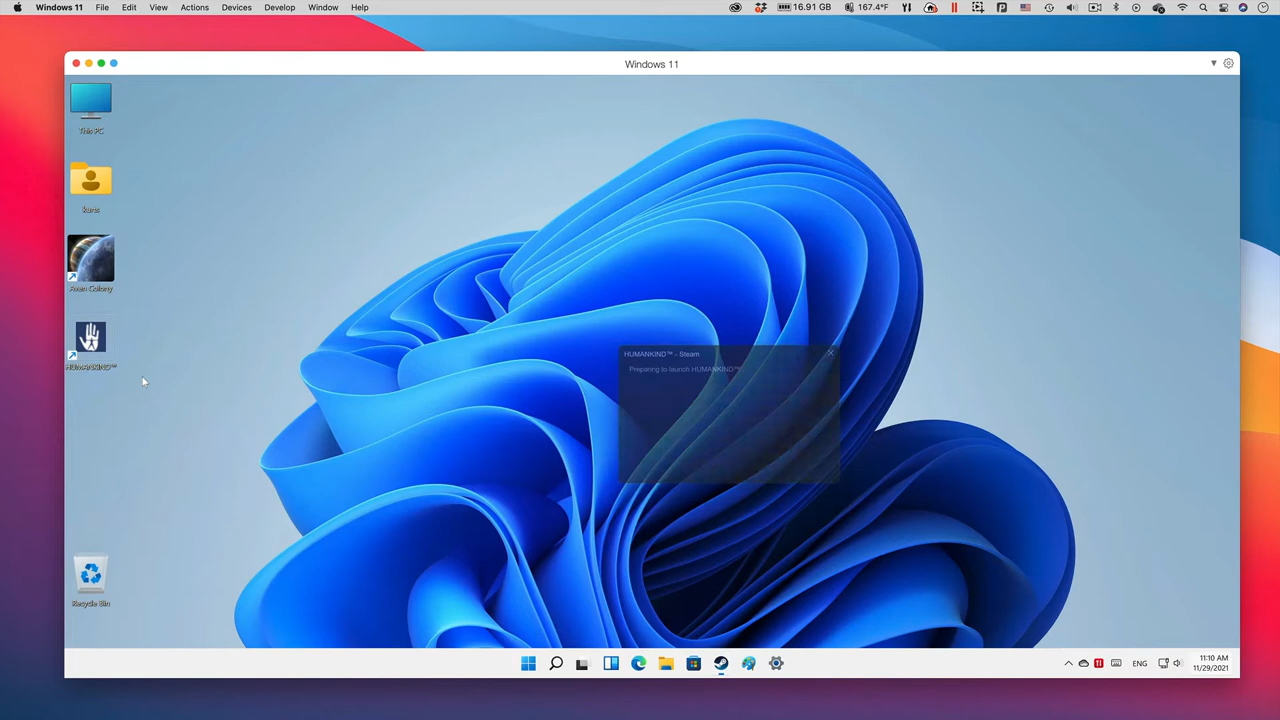 Windows 11 File Edit View Actions Devices Develop Window Help 16.91 GB 167.4°F
Windows 11
This PC
kurts
Aven Colony
HUMANKIND™
HUMANKIND™ - Steam
Preparing to launch HUMANKIND™
Recycle Bin
ENG
11:10 AM
11/29/2021